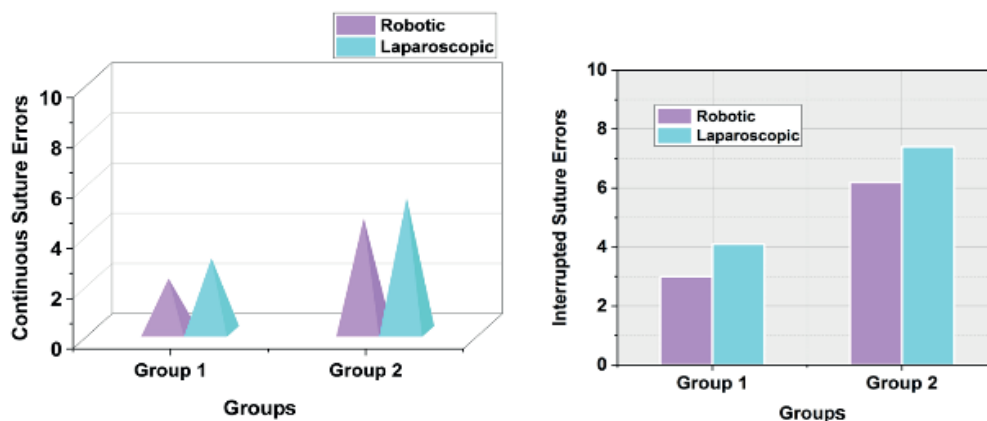 Robotic
Laparoscopic
Continuous Suture Errors
10
8
6
4
2
0
Group 1
Group 2
Groups
Interrupted Suture Errors
10
8
6
4
2
0
Robotic
Laparoscopic
Group 1
Group 2
Groups